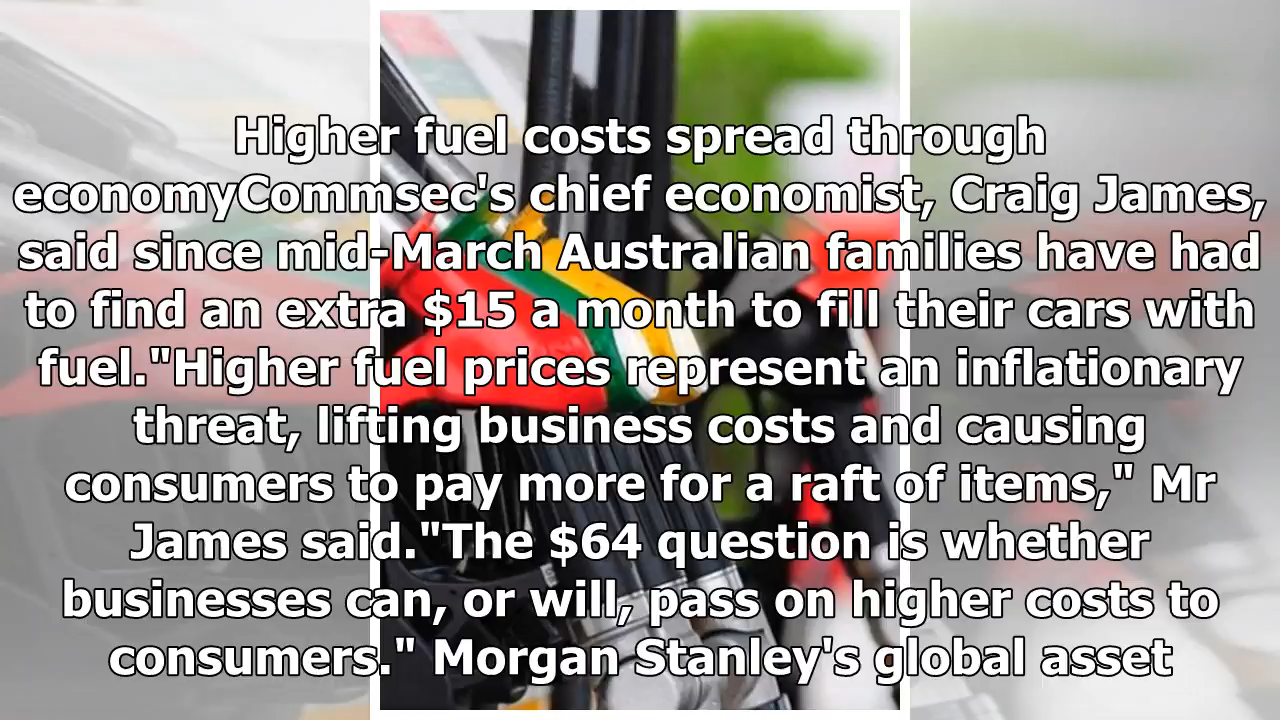 Higher fuel costs spread through
economyCommsec's chief economist, Craig James,
said since mid-March Australian families have had
to find an extra $15 a month to fill their cars with
fuel."Higher fuel prices represent an inflationary
threat, lifting business costs and causing
consumers to pay more for a raft of items," Mr
James said."The $64 question is whether
businesses can, or will, pass on higher costs to
consumers." Morgan Stanley's global asset